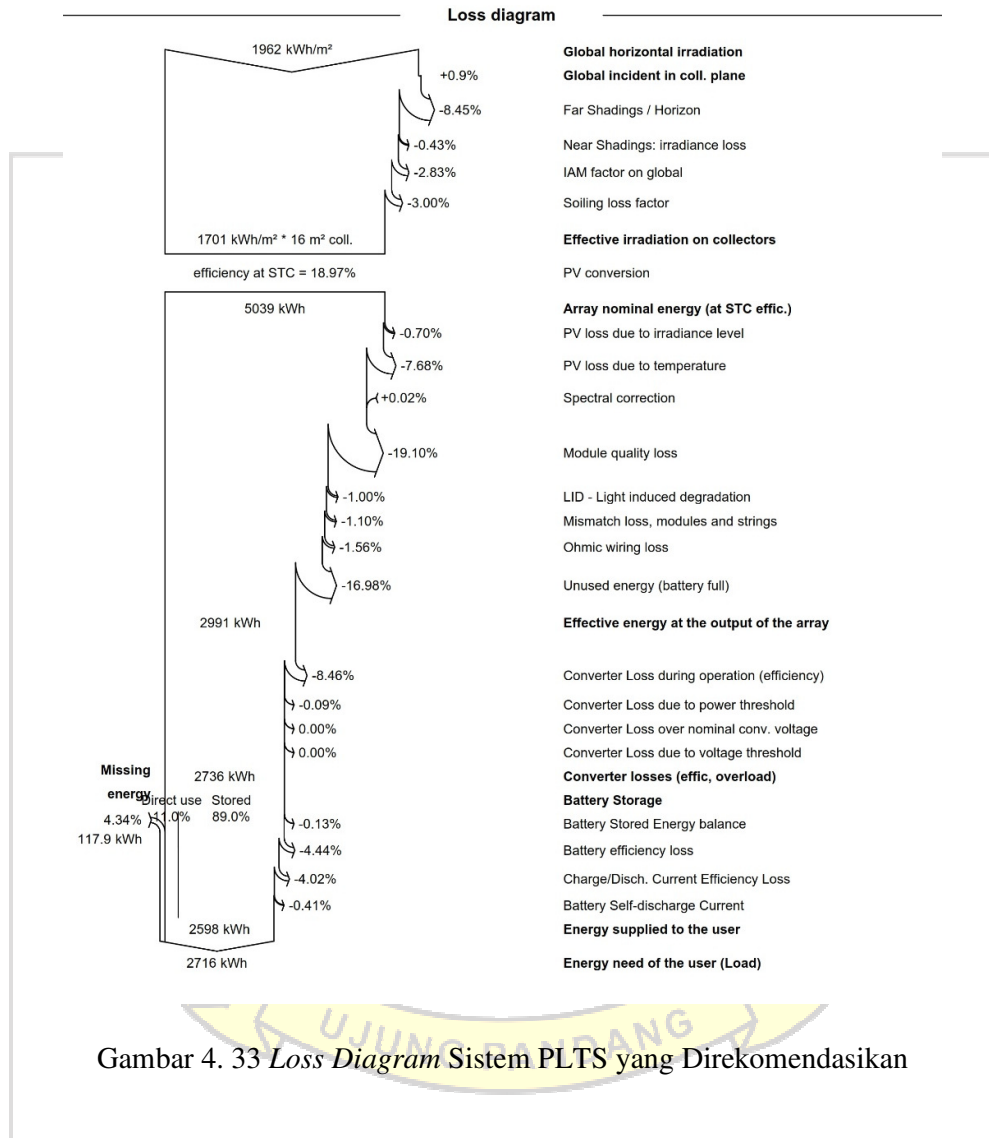 Loss diagram
1962 kWh/m²
Global horizontal irradiation
+0.9%
Global incident in coll. plane
-8.45%
Far Shadings / Horizon
-0.43%
Near Shadings: irradiance loss
-2.83%
IAM factor on global
-3.00%
Soiling loss factor
1701 kWh/m² * 16 m² coll.
Effective irradiation on collectors
efficiency at STC = 18.97%
PV conversion
5039 kWh
Array nominal energy (at STC effic.)
-0.70%
PV loss due to irradiance level
-7.68%
PV loss due to temperature
+0.02%
Spectral correction
-19.10%
Module quality loss
-1.00%
LID - Light induced degradation
-1.10%
Mismatch loss, modules and strings
-1.56%
Ohmic wiring loss
-16.98%
Unused energy (battery full)
2991 kWh
Effective energy at the output of the array
-8.46%
Converter Loss during operation (efficiency)
-0.09%
Converter Loss due to power threshold
0.00%
Converter Loss over nominal conv. voltage
0.00%
Converter Loss due to voltage threshold
Missing
energy
2736 kWh
Converter losses (effic, overload)
Direct use Stored
Battery Storage
4.34%
11.0% 89.0%
-0.13%
Battery Stored Energy balance
117.9 kWh
-4.44%
Battery efficiency loss
-4.02%
Charge/Disch. Current Efficiency Loss
-0.41%
Battery Self-discharge Current
2598 kWh
Energy supplied to the user
2716 kWh
Energy need of the user (Load)
UJUNG PANDANG
Gambar 4. 33 Loss Diagram Sistem PLTS yang Direkomendasikan